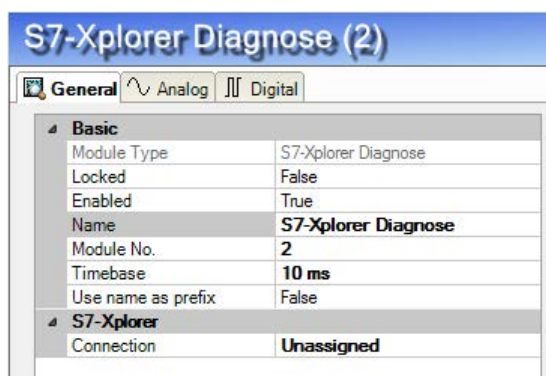 S7-Xplorer Diagnose (2)
General Analog Digital
Basic
Module Type S7-Xplorer Diagnose
Locked False
Enabled True
Name S7-Xplorer Diagnose
Module No. 2
Timebase 10 ms
Use name as prefix False
S7-Xplorer
Connection Unassigned